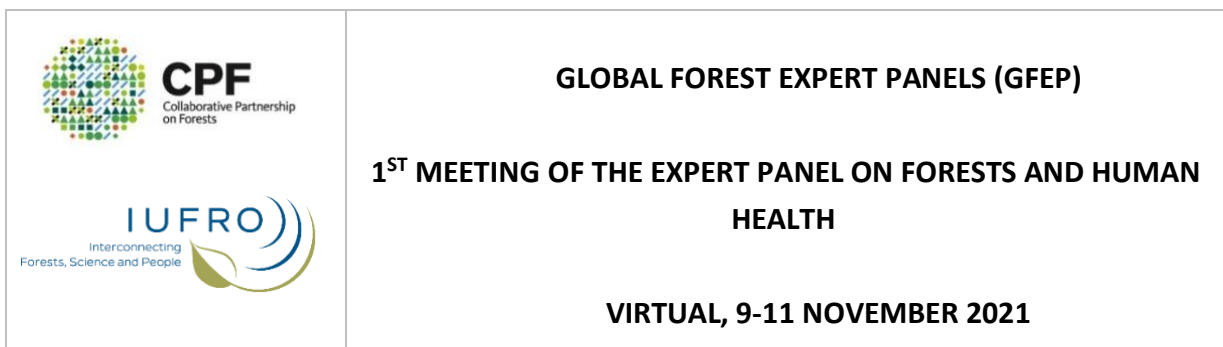 CPF
Collaborative Partnership
on Forests
IUFRO
Interconnecting
Forests, Science and People
GLOBAL FOREST EXPERT PANELS (GFEP)
1ST MEETING OF THE EXPERT PANEL ON FORESTS AND HUMAN
HEALTH
VIRTUAL, 9-11 NOVEMBER 2021